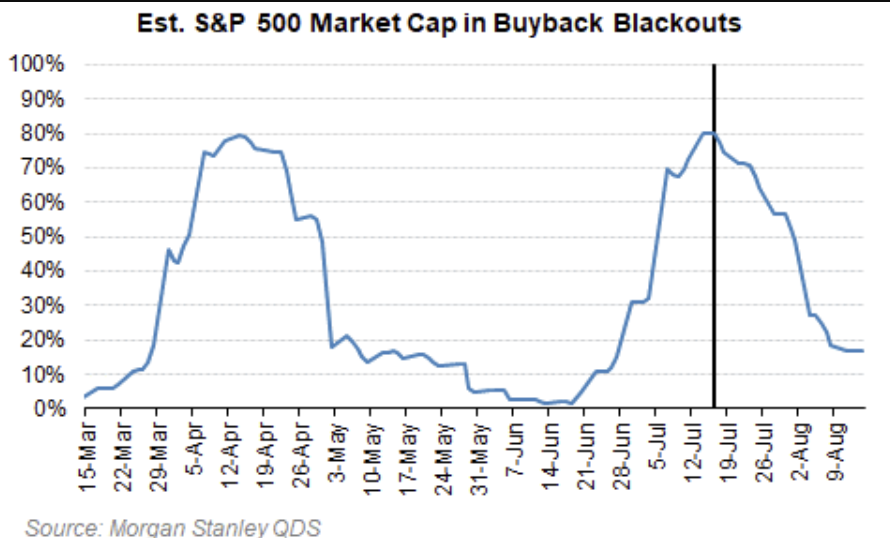 Est. S&P 500 Market Cap in Buyback Blackouts
100%
90%
80%
70%
60%
50%
40%
30%
20%
10%
0%
15-Mar
22-Mar
29-Mar
5-Apr
12-Apr
19-Apr
26-Apr
3-May
10-May
17-May
24-May
31-May
7-Jun
14-Jun
21-Jun
28-Jun
5-Jul
12-Jul
19-Jul
26-Jul
2-Aug
9-Aug
Source: Morgan Stanley QDS